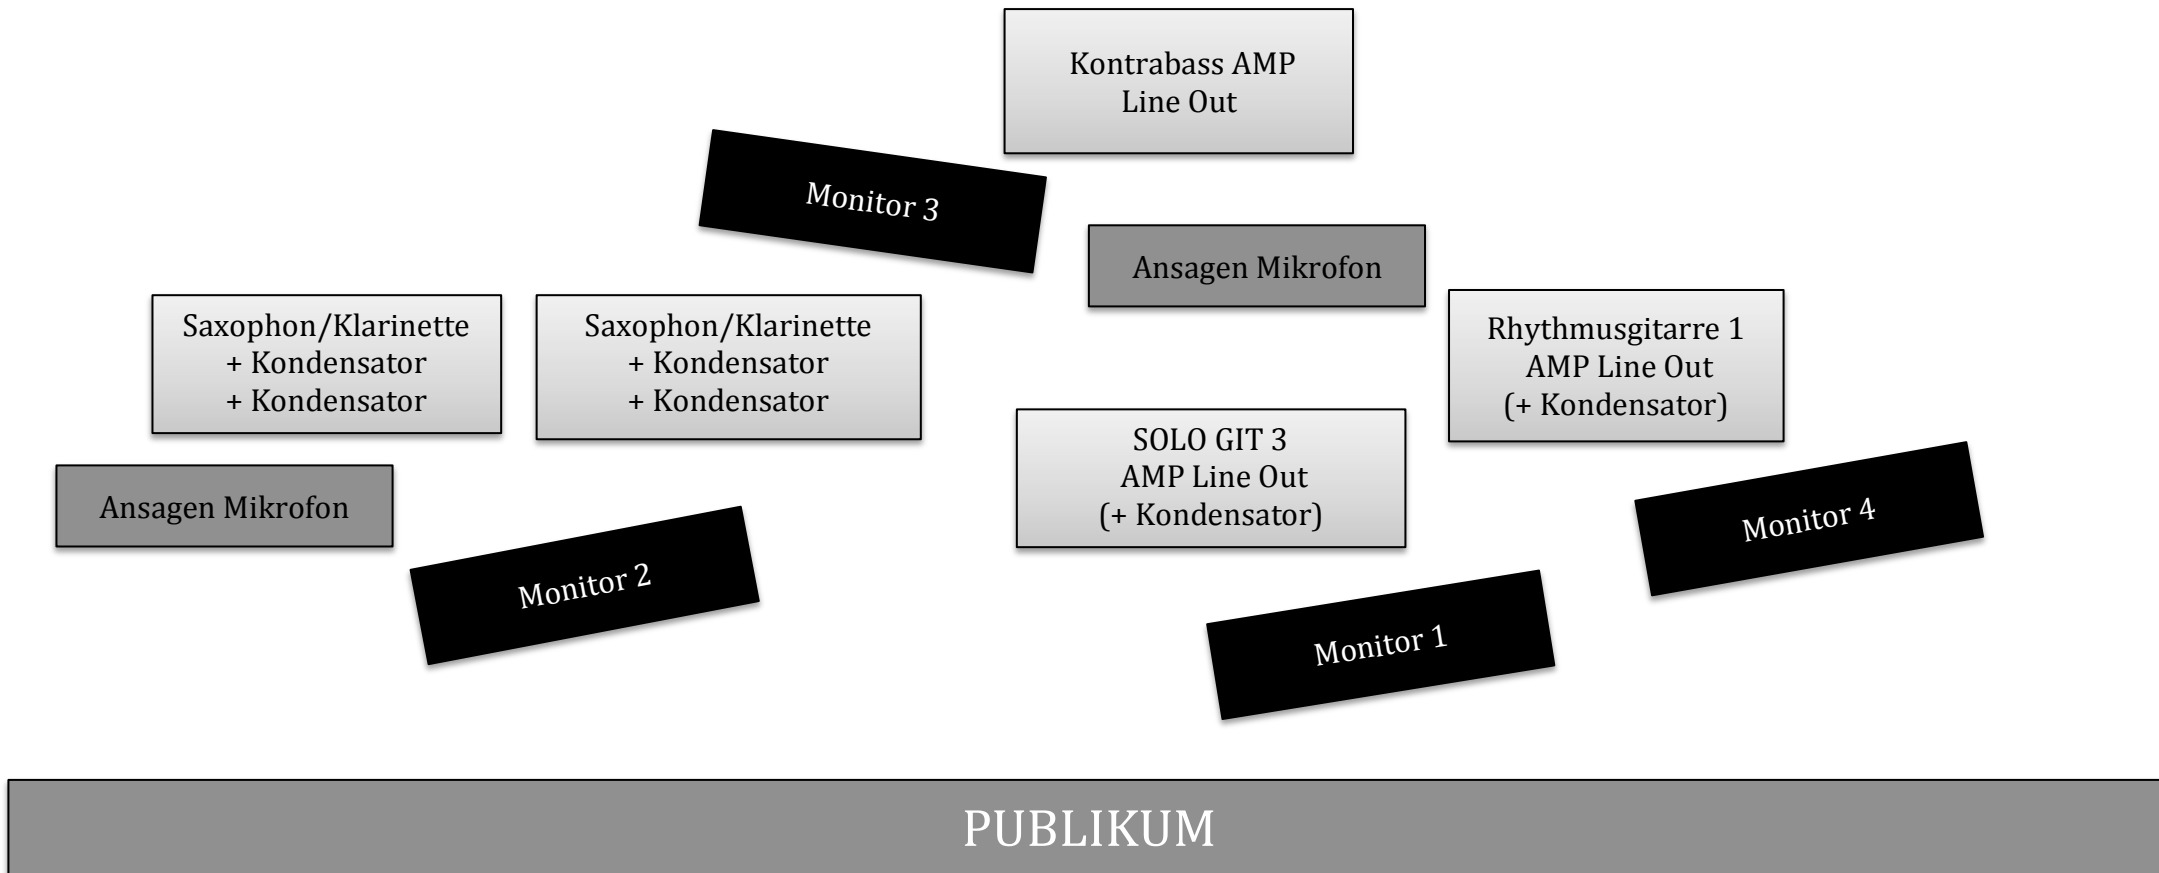 Kontrabass AMP
Line Out
Monitor 3
Ansagen Mikrofon
Saxophon/Klarinette
+ Kondensator
+ Kondensator
Saxophon/Klarinette
+ Kondensator
+ Kondensator
Rhythmusgitarre 1
AMP Line Out
(+ Kondensator)
SOLO GIT 3
AMP Line Out
(+ Kondensator)
Ansagen Mikrofon
Monitor 2
Monitor 4
Monitor 1
PUBLIKUM